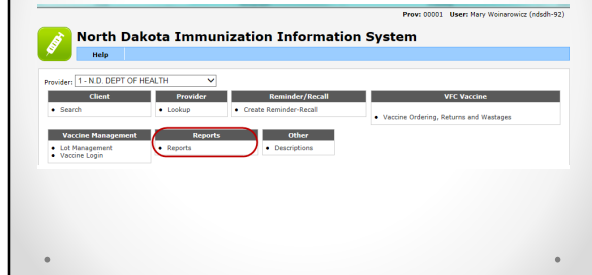 Prov: 00001 User: Mary Woinarowicz (ndsdh-92)
North Dakota Immunization Information System
Help
Provider: 1 - N.D. DEPT OF HEALTH
Client Provider Reminder/Recall VFC Vaccine
• Search • Lookup • Create Reminder-Recall
• Vaccine Ordering, Returns and Wastages
Vaccine Management Reports Other
• Lot Management • Reports • Descriptions
• Vaccine Login